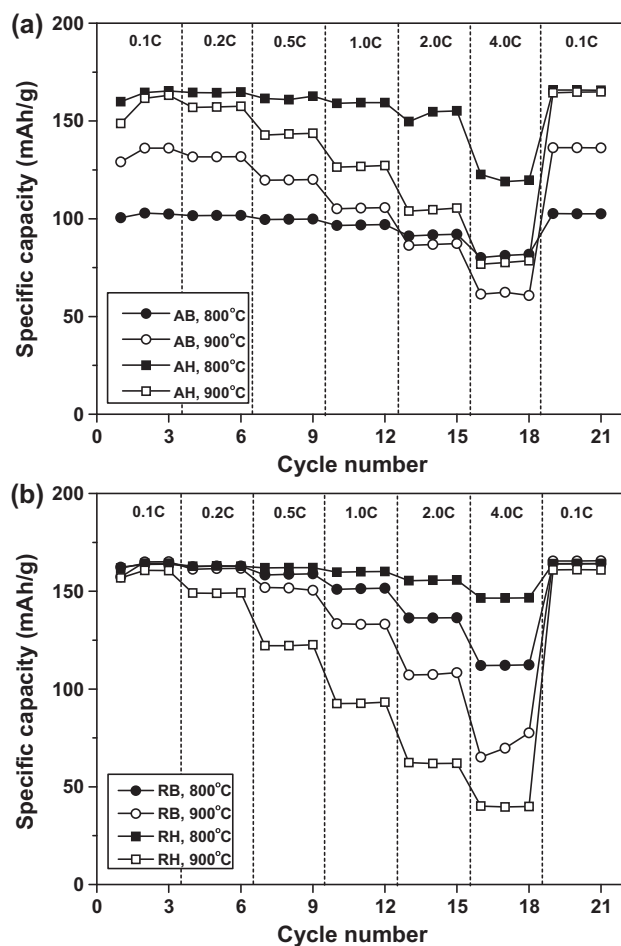 (a)
200
0.1C 0.2C 0.5C 1.0C 2.0C 4.0C 0.1C
150
100
50
0
Specific capacity (mAh/g)
AB, 800°C
AB, 900°C
AH, 800°C
AH, 900°C
0 3 6 9 12 15 18 21
Cycle number
(b)
200
0.1C 0.2C 0.5C 1.0C 2.0C 4.0C 0.1C
150
100
50
0
Specific capacity (mAh/g)
RB, 800°C
RB, 900°C
RH, 800°C
RH, 900°C
0 3 6 9 12 15 18 21
Cycle number